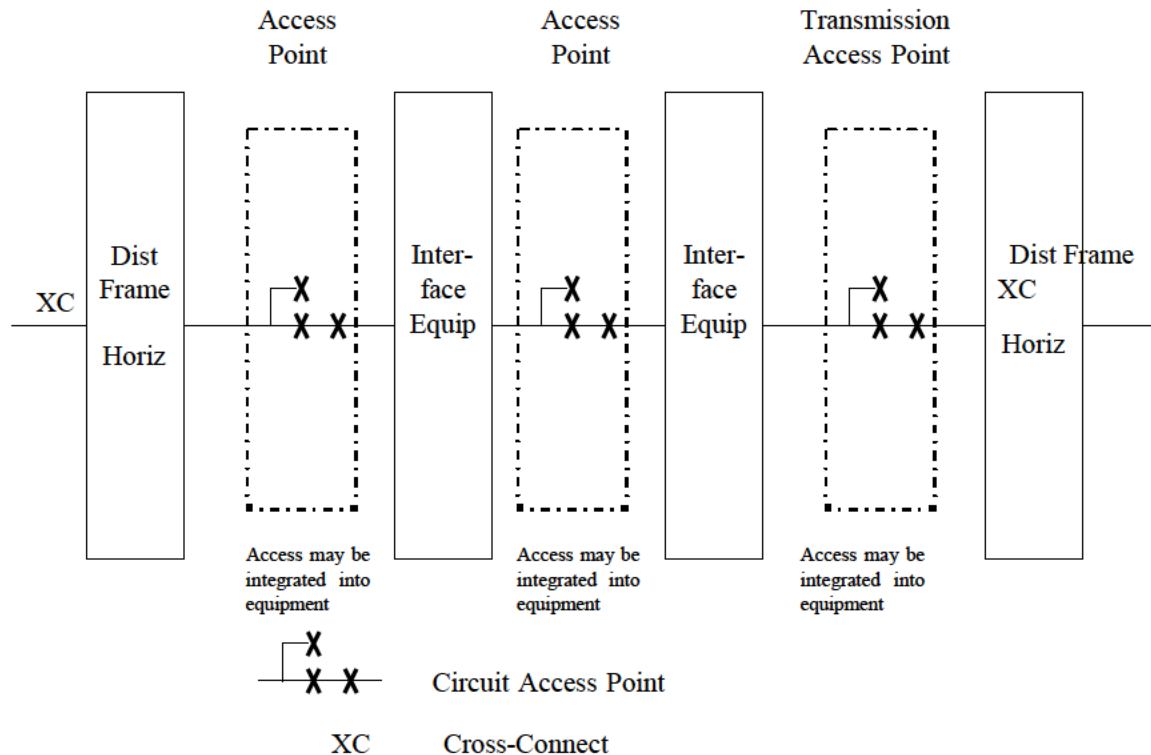 Access
Point
Access
Point
Transmission
Access Point
XC
Dist
Frame
Horiz
Inter-
face
Equip
Inter-
face
Equip
Dist Frame
XC
Horiz
Access may be
integrated into
equipment
Access may be
integrated into
equipment
Access may be
integrated into
equipment
Circuit Access Point
XC Cross-Connect